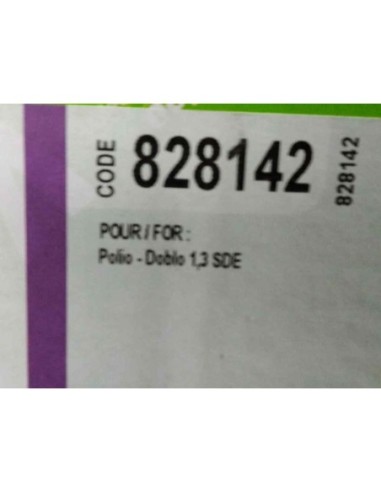 CODE 828142 828142
POUR / FOR :
Polio - Doblo 1,3 SDE